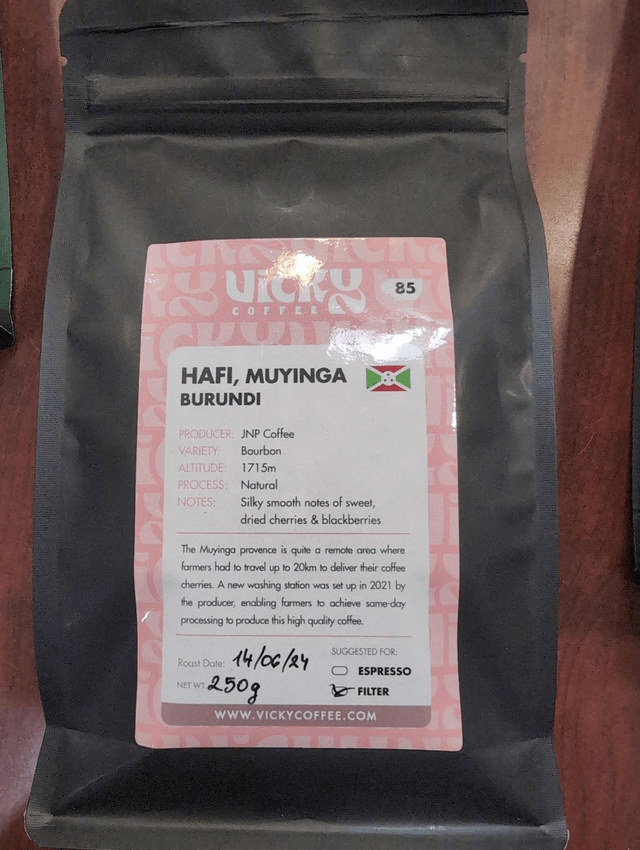 VICKY
COFFEE
85
HAFI, MUYINGA
BURUNDI
PRODUCER: JNP Coffee
VARIETY: Bourbon
ALTITUDE: 1715m
PROCESS: Natural
NOTES: Silky smooth notes of sweet,
dried cherries & blackberries
The Muyinga provence is quite a remote area where
farmers had to travel up to 20km to deliver their coffee
cherries. A new washing station was set up in 2021 by
the producer, enabling farmers to achieve same-day
processing to produce this high quality coffee.
Roast Date: 14/06/24
NET WT: 250g
SUGGESTED FOR:
ESPRESSO
FILTER
WWW.VICKYCOFFEE.COM